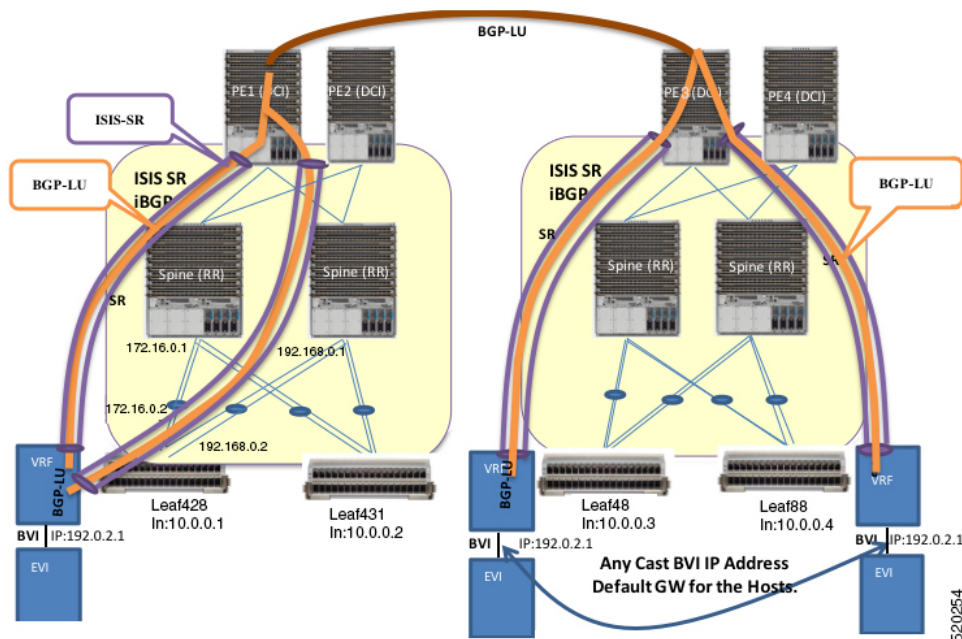 BGP-LU
PE1 (DCI)
PE2 (DCI)
PE3 (DCI)
PE4 (DCI)
ISIS-SR
BGP-LU
ISIS SR
iBGP
SR
Spine (RR)
Spine (RR)
172.16.0.1
192.168.0.1
172.16.0.2
192.168.0.2
VRF
BGP-LU
Leaf428
In:10.0.0.1
Leaf431
In:10.0.0.2
BVI
IP:192.0.2.1
EVI
ISIS SR
iBGP
BGP-LU
SR
SR
Spine (RR)
Spine (RR)
VRF
BGP-LU
Leaf48
In:10.0.0.3
Leaf88
In:10.0.0.4
VRF
BVI
IP:192.0.2.1
BVI
IP:192.0.2.1
EVI
EVI
Any Cast BVI IP Address
Default GW for the Hosts.
520254